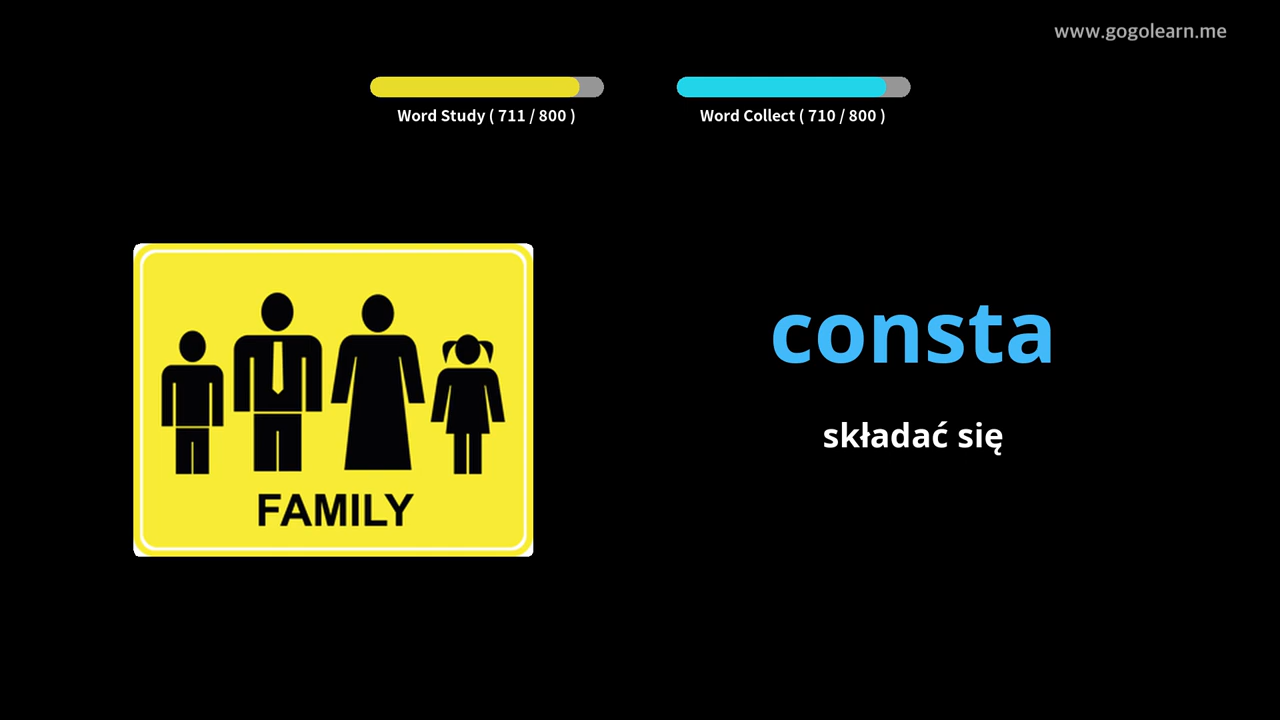 www.gogolearn.me
Word Study ( 711 / 800 )
Word Collect ( 710 / 800 )
consta
składać się
FAMILY